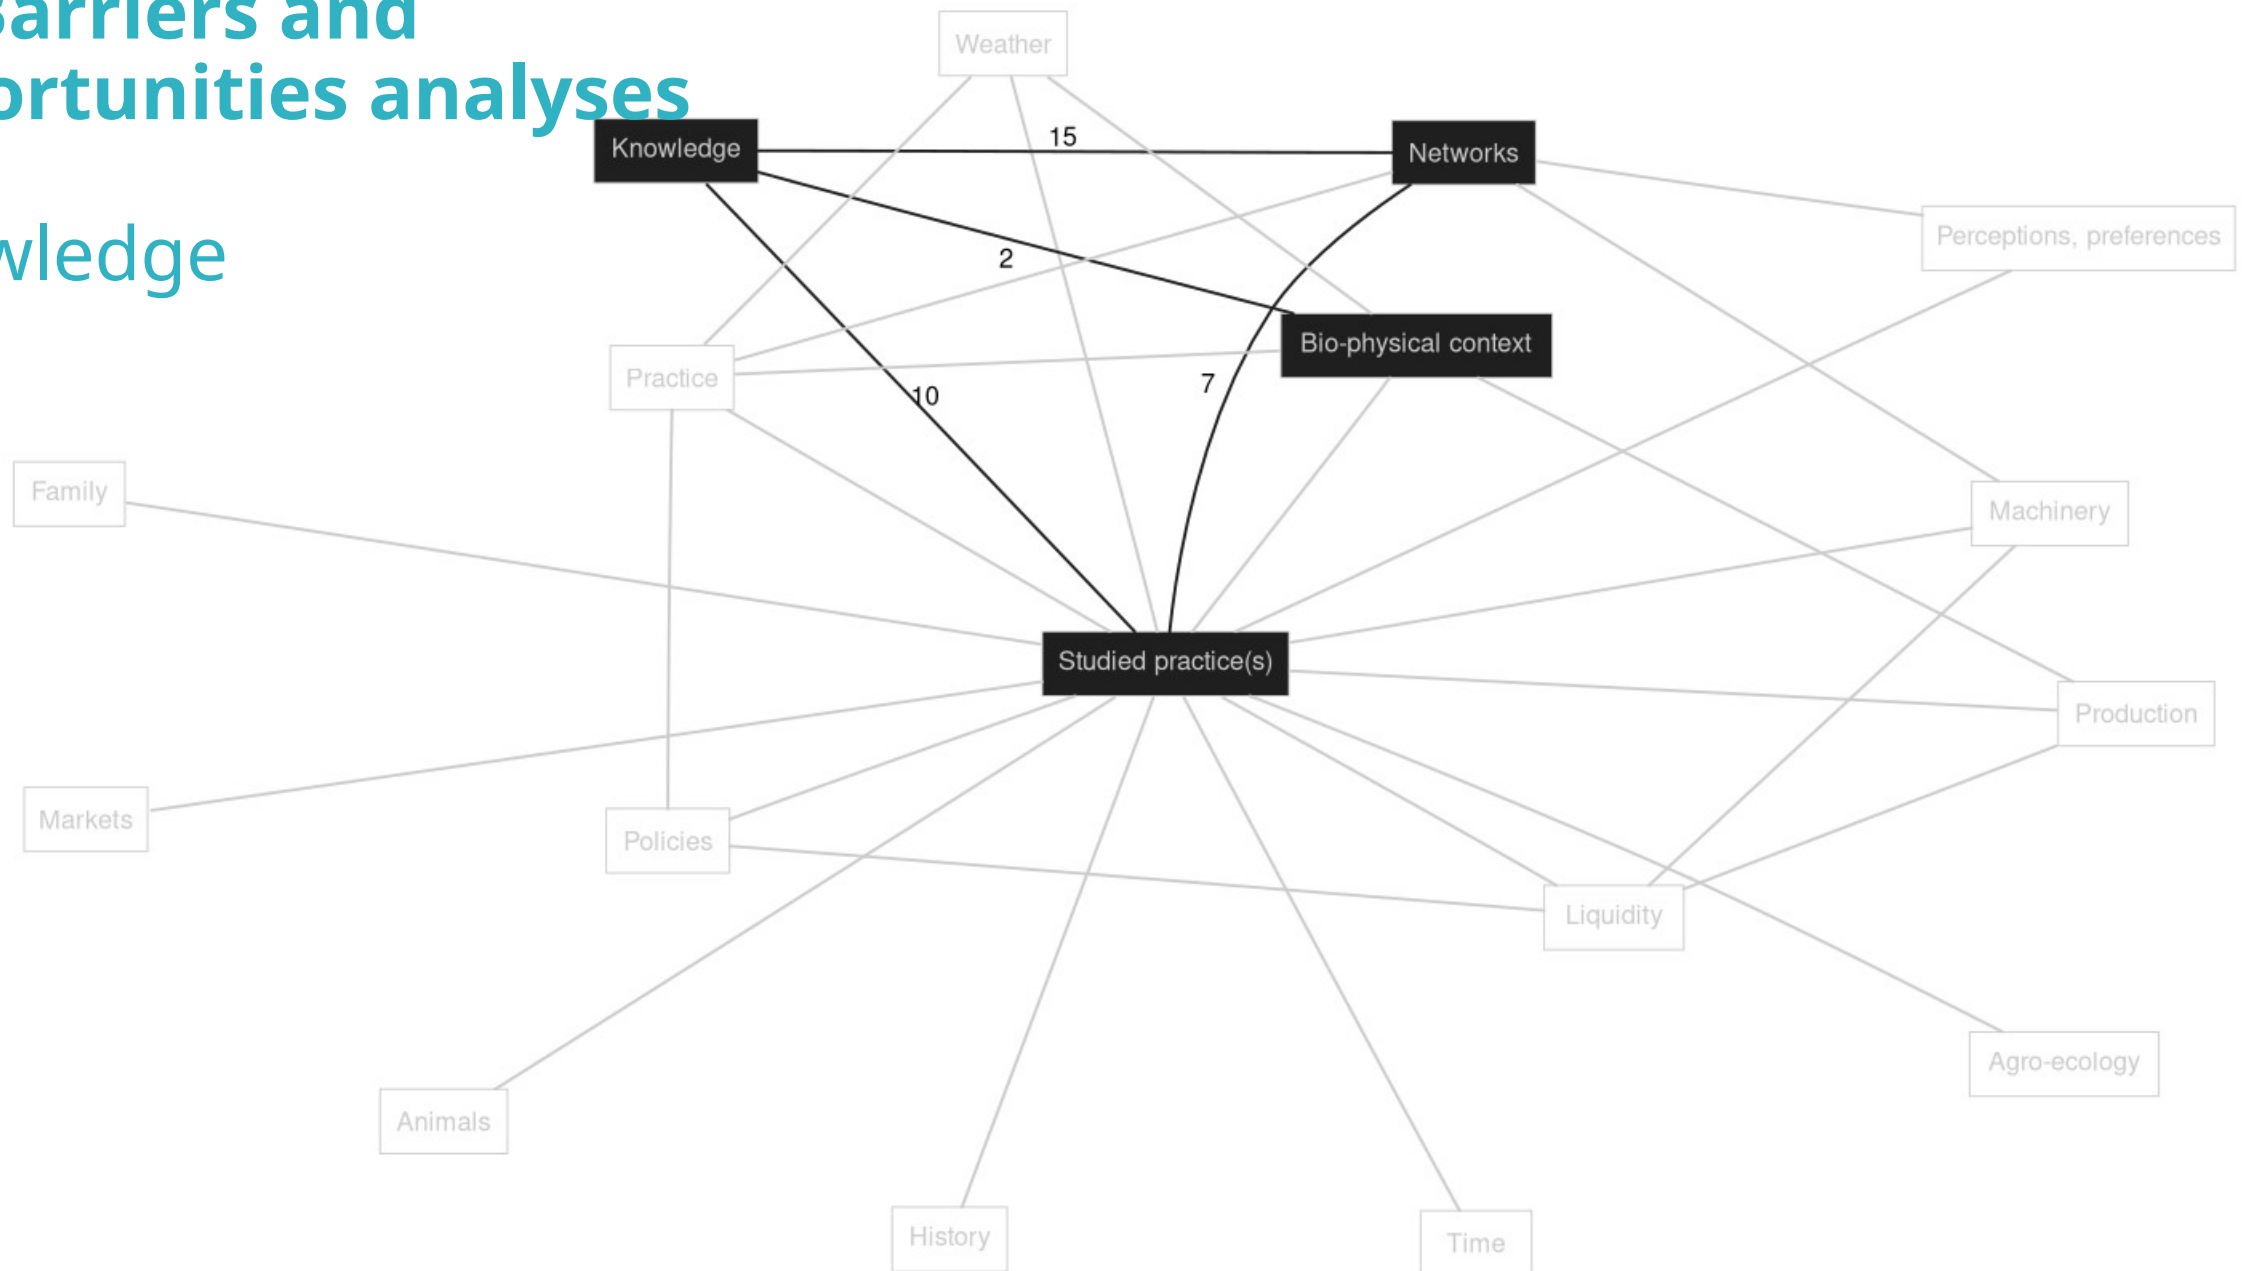 Barriers and
ortunities analyses
wledge
Weather
Knowledge
15
Networks
Perceptions, preferences
2
Bio-physical context
Practice
10
7
Family
Machinery
Studied practice(s)
Production
Markets
Policies
Liquidity
Agro-ecology
Animals
History
Time